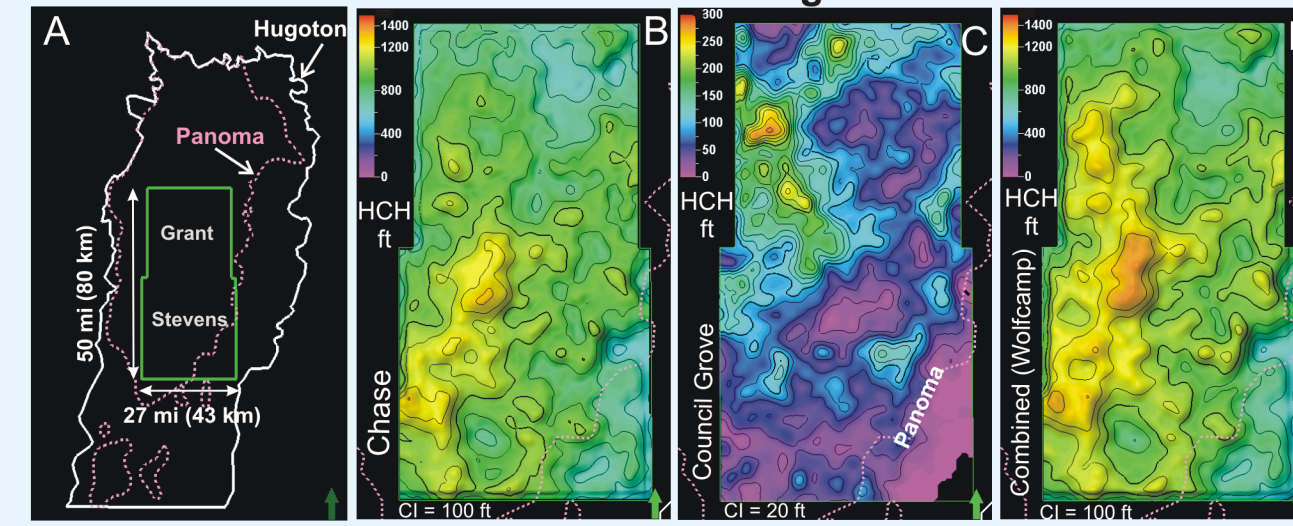 A
Hugoton
Panoma
Grant
Stevens
50 mi (80 km)
27 mi (43 km)
B
1400
1200
800
400
0
HCH
ft
Chase
CI = 100 ft
C
300
250
200
150
100
50
0
HCH
ft
Council Grove
Panoma
CI = 20 ft
1400
1200
800
400
0
HCH
ft
Combined (Wolfcamp)
CI = 100 ft